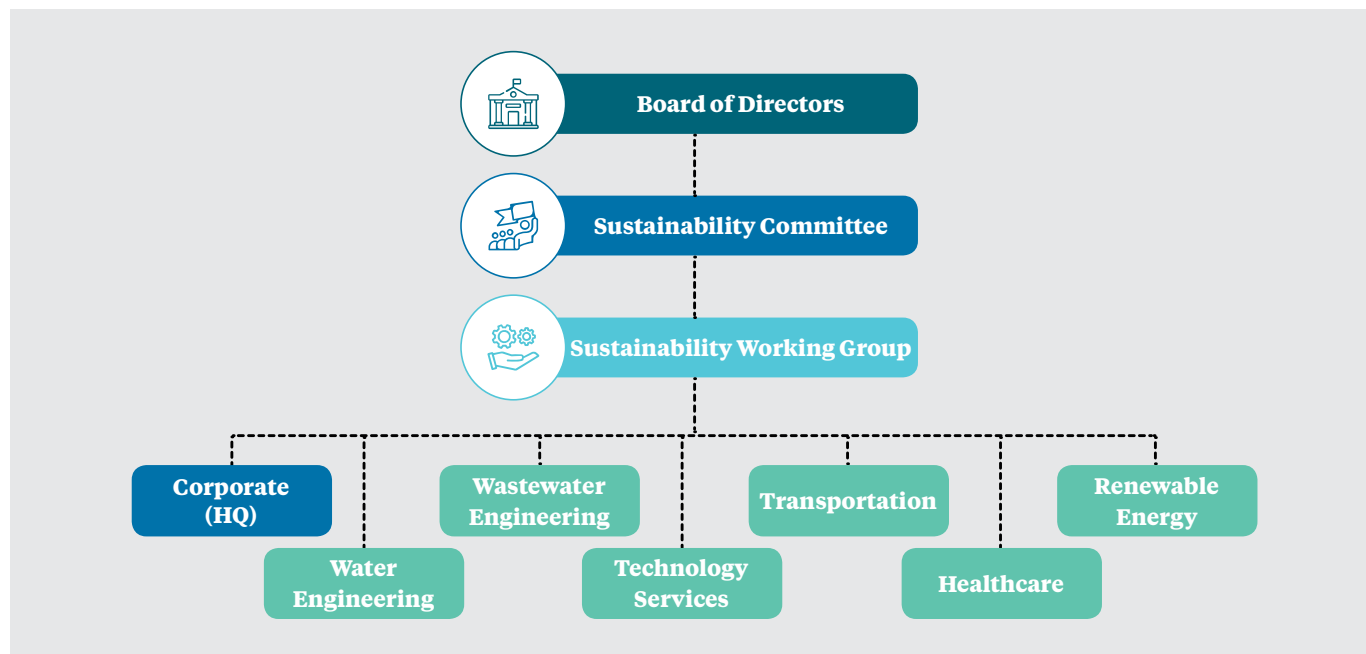 Board of Directors
Sustainability Committee
Sustainability Working Group
Corporate
(HQ)
Wastewater
Engineering
Transportation
Renewable
Energy
Water
Engineering
Technology
Services
Healthcare